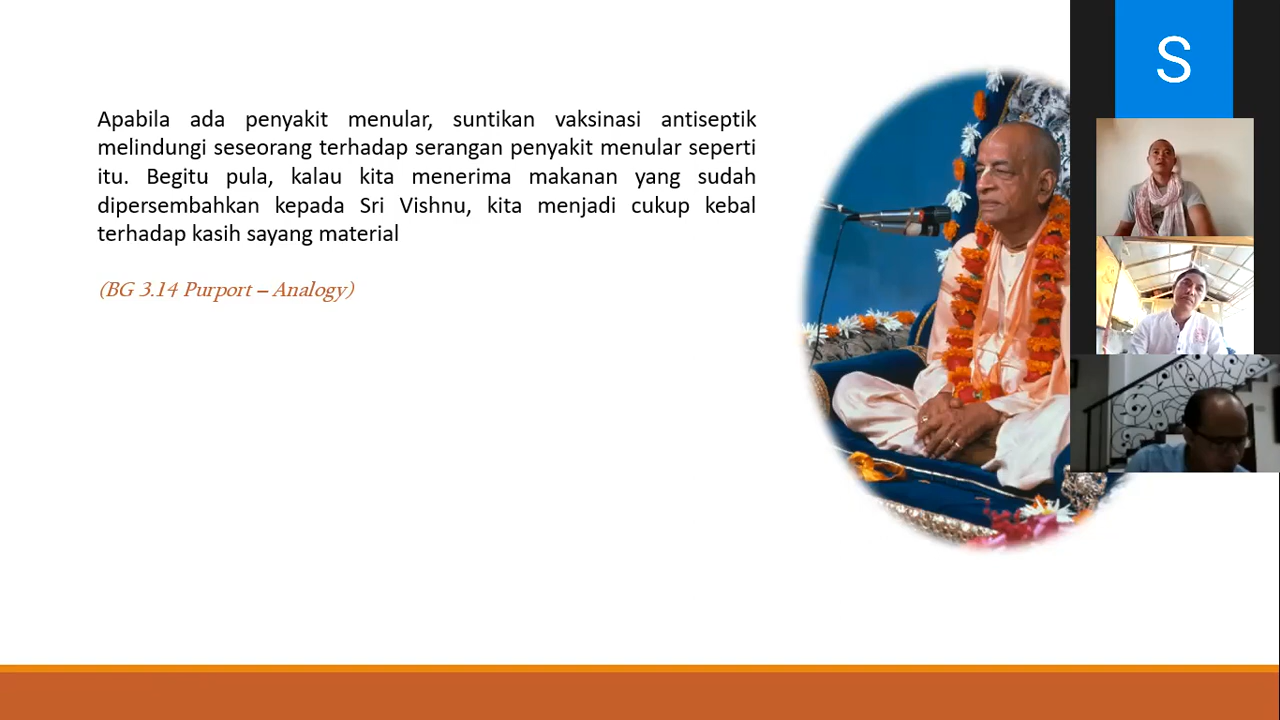 Apabila ada penyakit menular, suntikan vaksinasi antiseptik
melindungi seseorang terhadap serangan penyakit menular seperti
itu. Begitu pula, kalau kita menerima makanan yang sudah
dipersembahkan kepada Sri Vishnu, kita menjadi cukup kebal
terhadap kasih sayang material
(BG 3.14 Purport – Analogy)
S